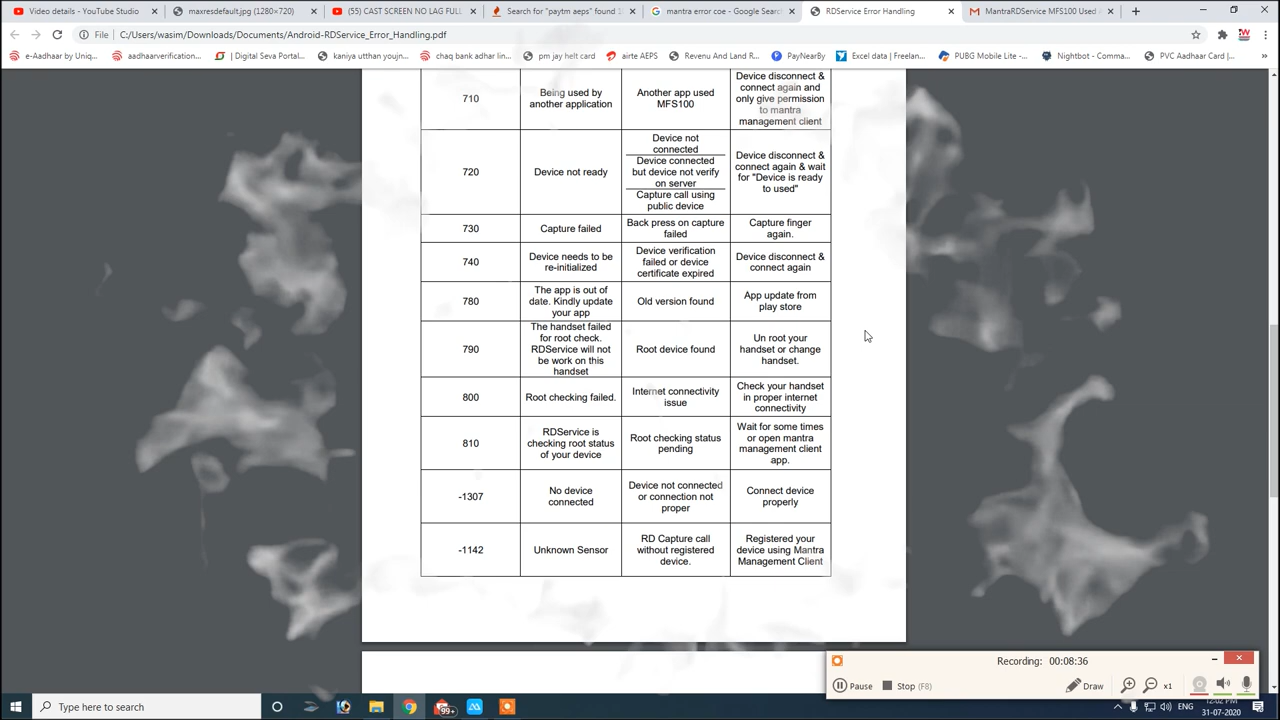 Video details - YouTube Studio
maxresdefault.jpg (1280×720)
(55) CAST SCREEN NO LAG FULL
Search for "paytm aeps" found 1
mantra error coe - Google Search
RDService Error Handling
MantraRDService MFS100 Used A
File
C:/Users/wasim/Downloads/Documents/Android-RDService_Error_Handling.pdf
e-Aadhaar by Uniq...
aadhaarverification...
Digital Seva Portal...
kaniya utthan youjn...
chaq bank adhar lin...
pm jay helt card
airte AEPS
Revenu And Land R...
PayNearBy
Excel data | Freelan...
PUBG Mobile Lite -...
Nightbot - Comma...
PVC Aadhaar Card |...
710
Being used by
another application
Another app used
MFS100
Device disconnect &
connect again and
only give permission
to mantra
management client
720
Device not ready
Device not
connected
Device connected
but device not verify
on server
Capture call using
public device
Device disconnect &
connect again & wait
for "Device is ready
to used"
730
Capture failed
Back press on capture
failed
Capture finger
again.
740
Device needs to be
re-initialized
Device verification
failed or device
certificate expired
Device disconnect &
connect again
780
The app is out of
date. Kindly update
your app
Old version found
App update from
play store
790
The handset failed
for root check.
RDService will not
be work on this
handset
Root device found
Un root your
handset or change
handset.
800
Root checking failed.
Internet connectivity
issue
Check your handset
in proper internet
connectivity
810
RDService is
checking root status
of your device
Root checking status
pending
Wait for some times
or open mantra
management client
app.
-1307
No device
connected
Device not connected
or connection not
proper
Connect device
properly
-1142
Unknown Sensor
RD Capture call
without registered
device.
Registered your
device using Mantra
Management Client
Recording: 00:08:36
Pause
Stop (F8)
Draw
x1
Type here to search
99+
ENG
12:02 PM
31-07-2020